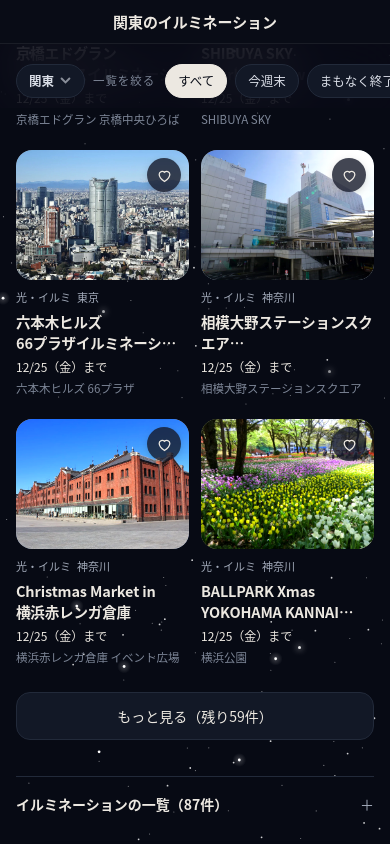 関東のイルミネーション
京橋エドグラン
SHIBUYA SKY
関東
一覧を絞る
すべて
今週末
まもなく終了
京橋エドグラン 京橋中央ひろば
SHIBUYA SKY
光・イルミ 東京
六本木ヒルズ
66プラザイルミネーシ…
12/25（金）まで
六本木ヒルズ 66プラザ
光・イルミ 神奈川
相模大野ステーションスク
エア…
12/25（金）まで
相模大野ステーションスクエア
光・イルミ 神奈川
Christmas Market in
横浜赤レンガ倉庫
12/25（金）まで
横浜赤レンガ倉庫 イベント広場
光・イルミ 神奈川
BALLPARK Xmas
YOKOHAMA KANNAI…
12/25（金）まで
横浜公園
もっと見る（残り59件）
イルミネーションの一覧（87件）